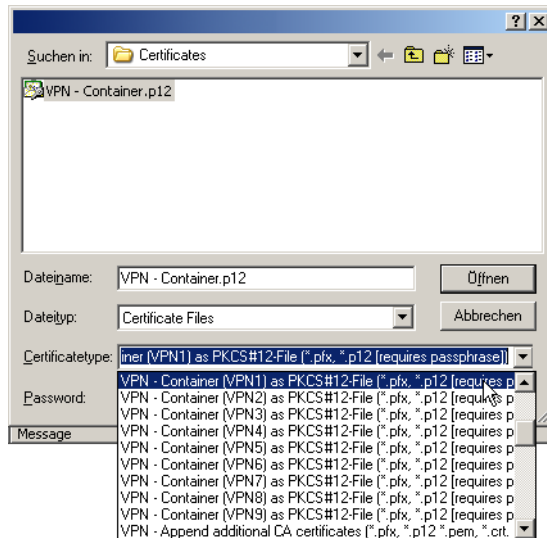 Suchen in: Certificates
VPN - Container.p12
Dateiname: VPN - Container.p12 Öffnen
Dateityp: Certificate Files Abbrechen
Certificatetype: iner (VPN1) as PKCS#12-File (*.pfx, *.p12 [requires passphrase])
Password:
Message
VPN - Container (VPN1) as PKCS#12-File (*.pfx, *.p12 [requires p
VPN - Container (VPN2) as PKCS#12-File (*.pfx, *.p12 [requires p
VPN - Container (VPN3) as PKCS#12-File (*.pfx, *.p12 [requires p
VPN - Container (VPN4) as PKCS#12-File (*.pfx, *.p12 [requires p
VPN - Container (VPN5) as PKCS#12-File (*.pfx, *.p12 [requires p
VPN - Container (VPN6) as PKCS#12-File (*.pfx, *.p12 [requires p
VPN - Container (VPN7) as PKCS#12-File (*.pfx, *.p12 [requires p
VPN - Container (VPN8) as PKCS#12-File (*.pfx, *.p12 [requires p
VPN - Container (VPN9) as PKCS#12-File (*.pfx, *.p12 [requires p
VPN - Append additional CA certificates (*.pfx, *.p12 *.pem, *.crt.